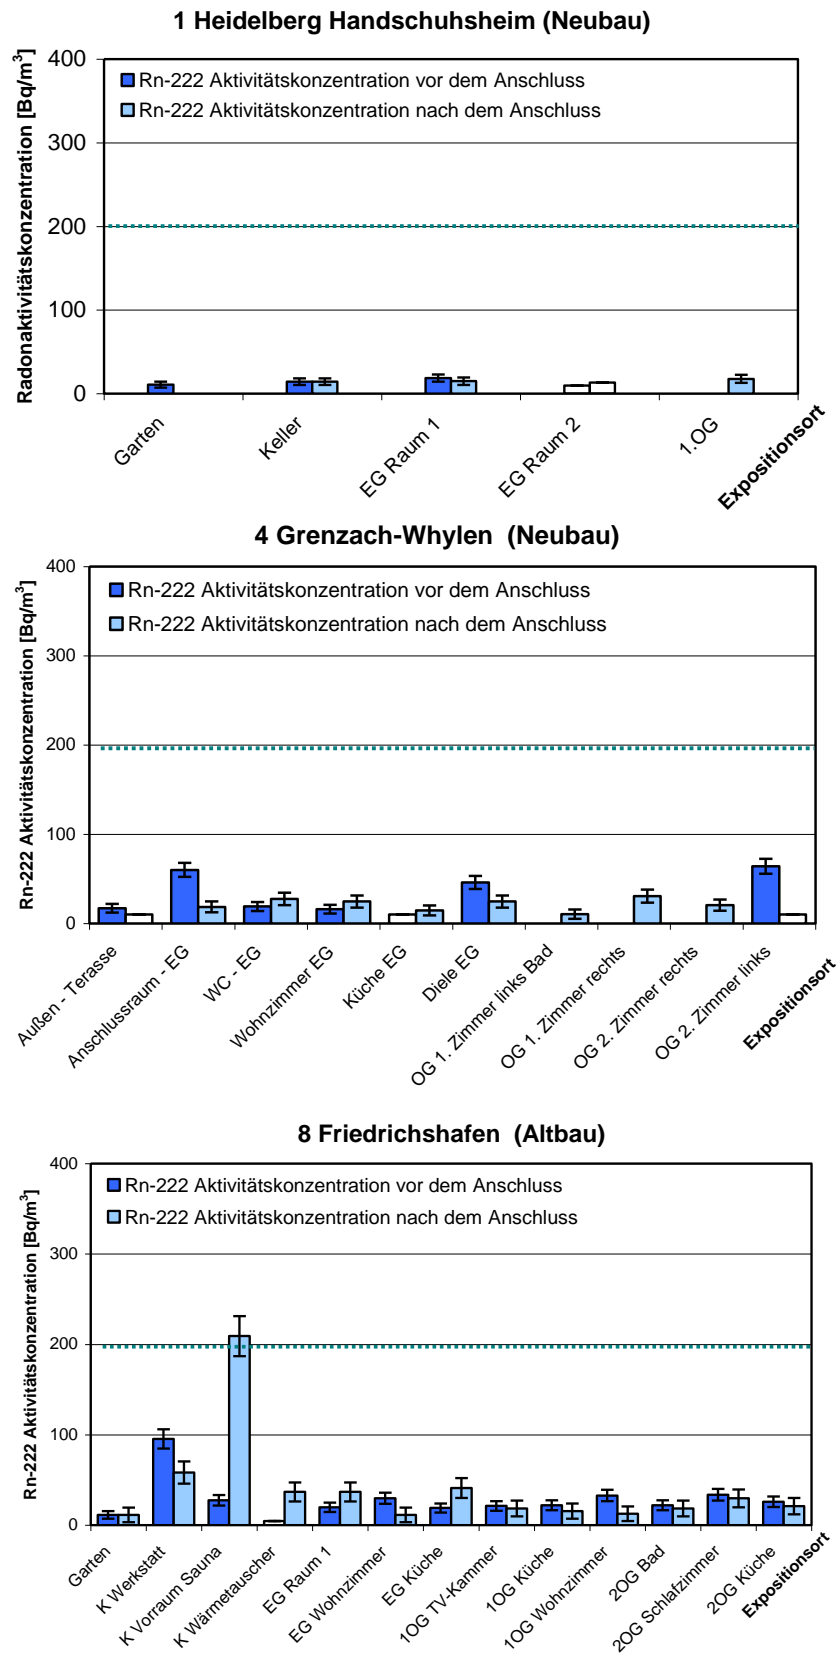 1 Heidelberg Handschuhsheim (Neubau)
Radonaktivitätskonzentration [Bq/m³]
400
300
200
100
0
Rn-222 Aktivitätskonzentration vor dem Anschluss
Rn-222 Aktivitätskonzentration nach dem Anschluss
Garten
Keller
EG Raum 1
EG Raum 2
1.OG
Expositionsort
4 Grenzach-Whylen (Neubau)
Rn-222 Aktivitätskonzentration [Bq/m³]
400
300
200
100
0
Rn-222 Aktivitätskonzentration vor dem Anschluss
Rn-222 Aktivitätskonzentration nach dem Anschluss
Außen - Terasse
Anschlussraum - EG
WC - EG
Wohnzimmer EG
Küche EG
Diele EG
OG 1. Zimmer links Bad
OG 1. Zimmer rechts
OG 2. Zimmer rechts
OG 2. Zimmer links
Expositionsort
8 Friedrichshafen (Altbau)
Rn-222 Aktivitätskonzentration [Bq/m³]
400
300
200
100
0
Rn-222 Aktivitätskonzentration vor dem Anschluss
Rn-222 Aktivitätskonzentration nach dem Anschluss
Garten
K Werkstatt
K Vorraum Sauna
K Wärmetauscher
EG Raum 1
EG Wohnzimmer
EG Küche
1OG TV-Kammer
1OG Küche
1OG Wohnzimmer
2OG Bad
2OG Schlafzimmer
2OG Küche
Expositionsort